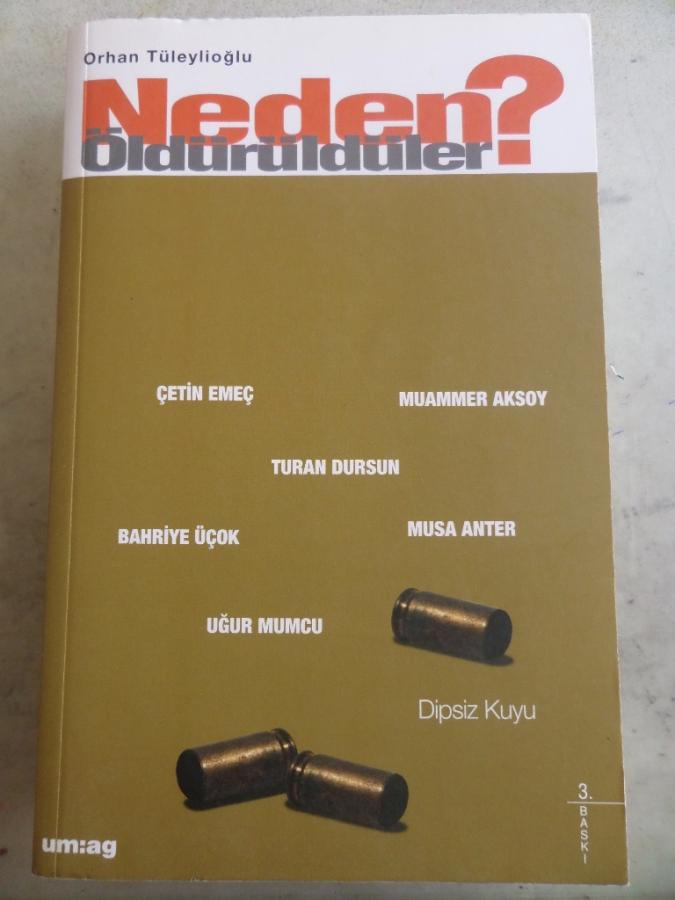 Orhan Tüleylioğlu
Neden?
Öldürüldüler
ÇETİN EMEÇ
MUAMMER AKSOY
TURAN DURSUN
BAHRİYE ÜÇOK
MUSA ANTER
UĞUR MUMCU
Dipsiz Kuyu
3.
BASKI
um:ag